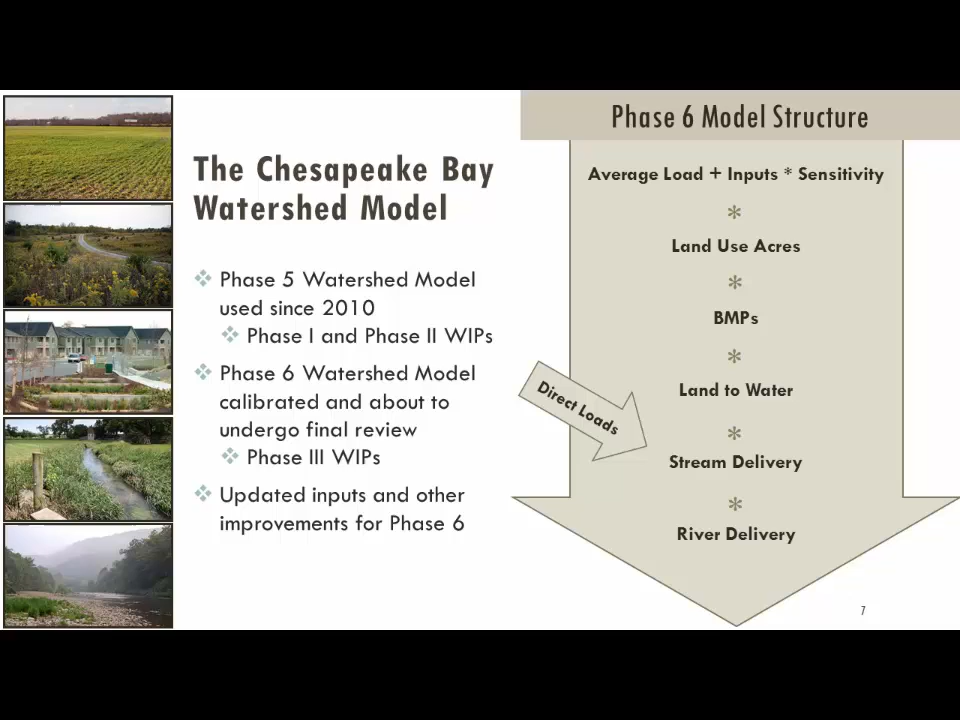 The Chesapeake Bay
Watershed Model
❖ Phase 5 Watershed Model
used since 2010
❖ Phase I and Phase II WIPs
❖ Phase 6 Watershed Model
calibrated and about to
undergo final review
❖ Phase III WIPs
❖ Updated inputs and other
improvements for Phase 6
Phase 6 Model Structure
Average Load + Inputs * Sensitivity
*
Land Use Acres
*
BMPs
*
Land to Water
*
Direct Loads
Stream Delivery
*
River Delivery
7